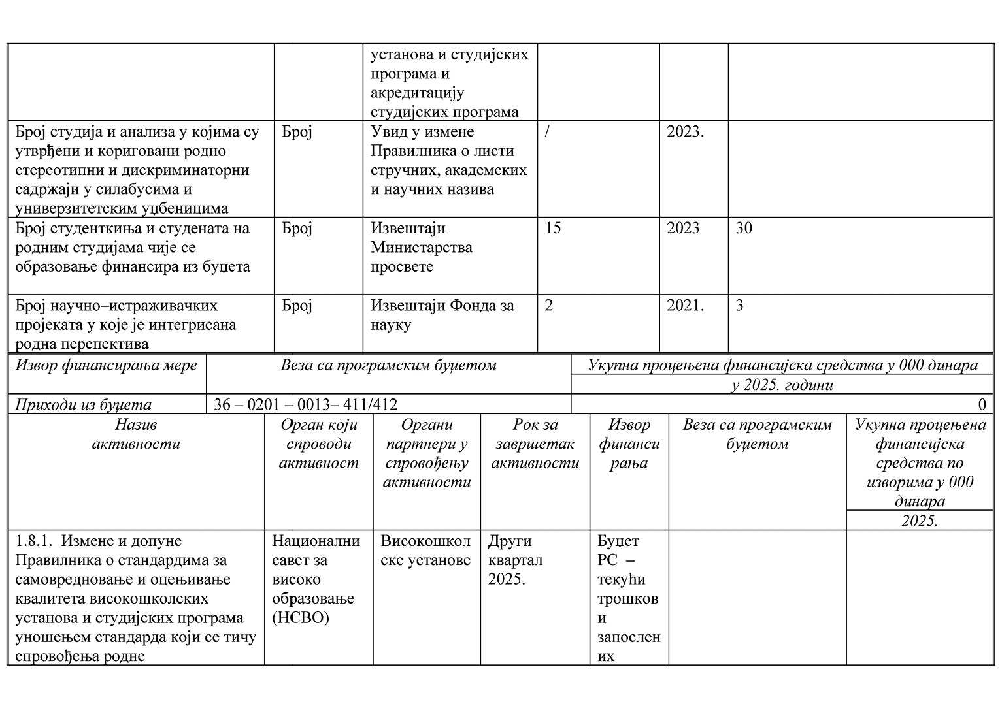 установа и студијских
програма и
акредитацију
студијских програма
Број студија и анализа у којима су
утврђени и кориговани родно
стереотипни и дискриминаторни
садржаји у силабусима и
универзитетским уџбеницима
Број
Увид у измене
Правилника о листи
стручних, академских
и научних назива
/
2023.
Број студенткиња и студената на
родним студијама чије се
образовање финансира из буџета
Број
Извештаји
Министарства
просвете
15
2023
30
Број научно–истраживачких
пројеката у које је интегрисана
родна перспектива
Број
Извештаји Фонда за
науку
2
2021.
3
Извор финансирања мере
Веза са програмским буџетом
Укупна процењена финансијска средства у 000 динара
у 2025. години
Приходи из буџета
36 – 0201 – 0013– 411/412
0
Назив
активности
Орган који
спроводи
активност
Органи
партнери у
спровођењу
активности
Рок за
завршетак
активности
Извор
финанси
рања
Веза са програмским
буџетом
Укупна процењена
финансијска
средства по
изворима у 000
динара
2025.
1.8.1. Измене и допуне
Правилника о стандардима за
самовредновање и оцењивање
квалитета високошколских
установа и студијских програма
уношењем стандарда који се тичу
спровођења родне
Национални
савет за
високо
образовање
(НСВО)
Високошкол
ске установе
Други
квартал
2025.
Буџет
РС –
текући
трошков
и
запослен
их